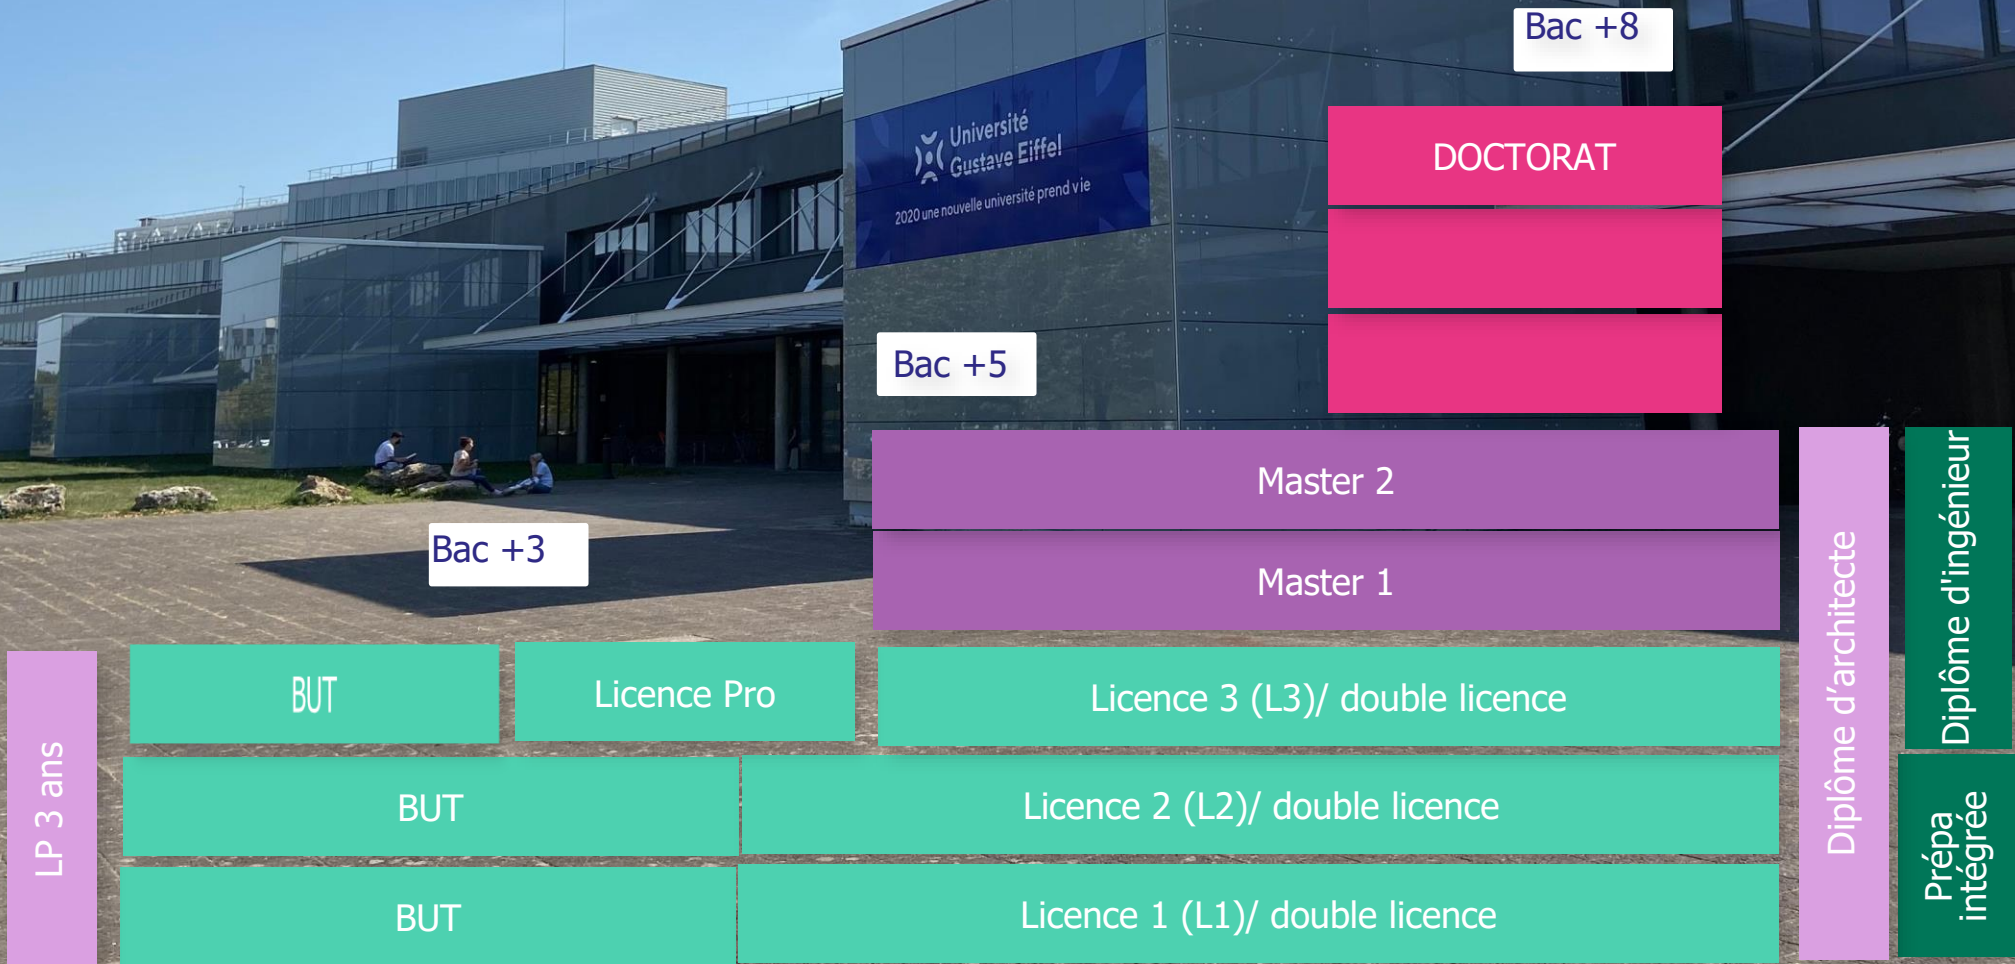 Bac +8
Université
Gustave Eiffel
2020 une nouvelle université prend vie
DOCTORAT
Bac +5
Master 2
Bac +3
Master 1
BUT
Licence Pro
Licence 3 (L3)/ double licence
BUT
Licence 2 (L2)/ double licence
BUT
Licence 1 (L1)/ double licence
LP 3 ans
Diplôme d’architecte
Diplôme d'ingénieur
Prépa
intégrée